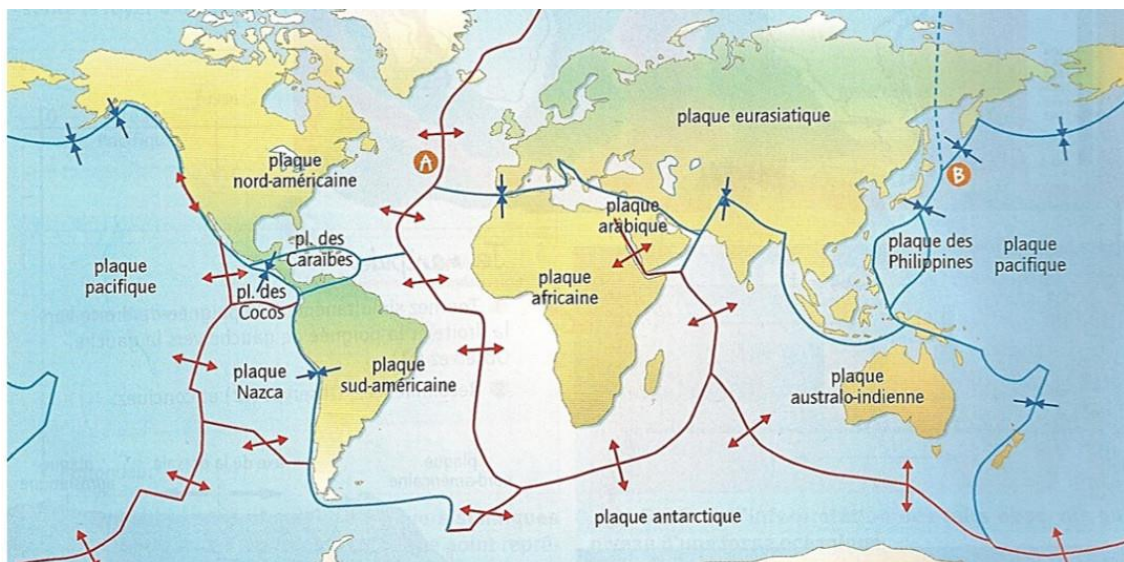 plaque eurasiatique
A
plaque
nord-américaine
B
plaque
arabique
pl. des
Caraïbes
plaque des
Philippines
plaque
pacifique
plaque
pacifique
pl. des
Cocos
plaque
africaine
plaque
Nazca
plaque
sud-américaine
plaque
australo-indienne
plaque antarctique